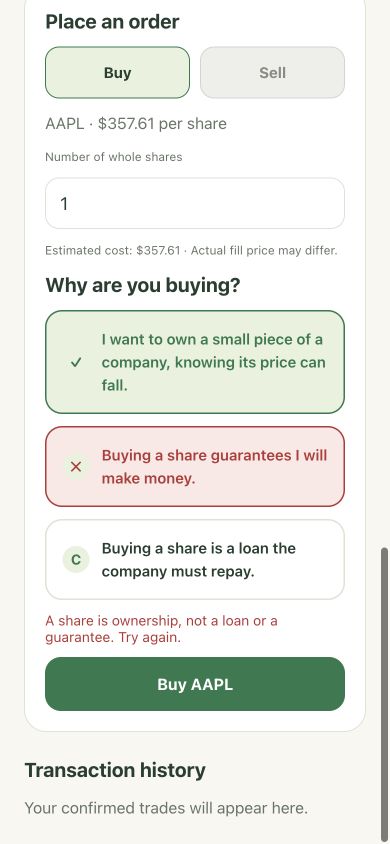 Place an order
Buy
Sell
AAPL · $357.61 per share
Number of whole shares
1
Estimated cost: $357.61 · Actual fill price may differ.
Why are you buying?
I want to own a small piece of a
company, knowing its price can
fall.
Buying a share guarantees I will
make money.
C
Buying a share is a loan the
company must repay.
A share is ownership, not a loan or a
guarantee. Try again.
Buy AAPL
Transaction history
Your confirmed trades will appear here.